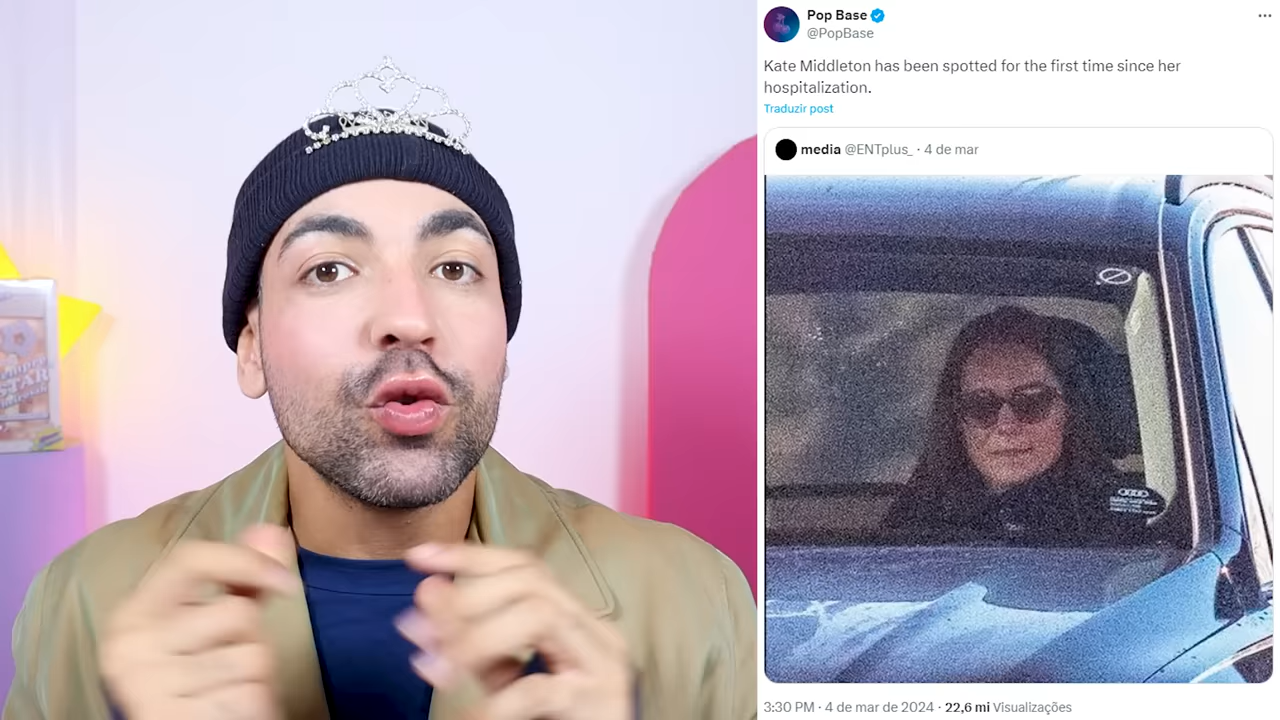 Pop Base
@PopBase
Kate Middleton has been spotted for the first time since her
hospitalization.
Traduzir post
media @ENTplus_ · 4 de mar
STAR
3:30 PM · 4 de mar de 2024 · 22,6 mi Visualizações